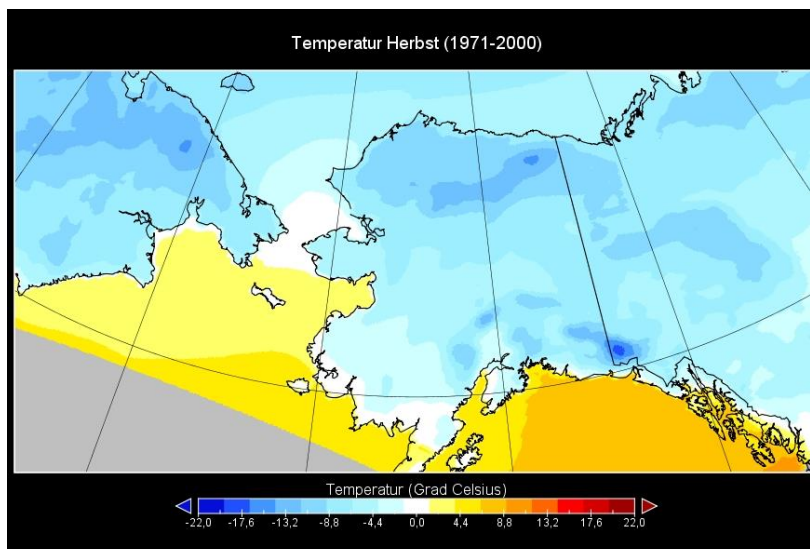 Temperatur Herbst (1971-2000)
Temperatur (Grad Celsius)
-22,0 -17,6 -13,2 -8,8 -4,4 0,0 4,4 8,8 13,2 17,6 22,0